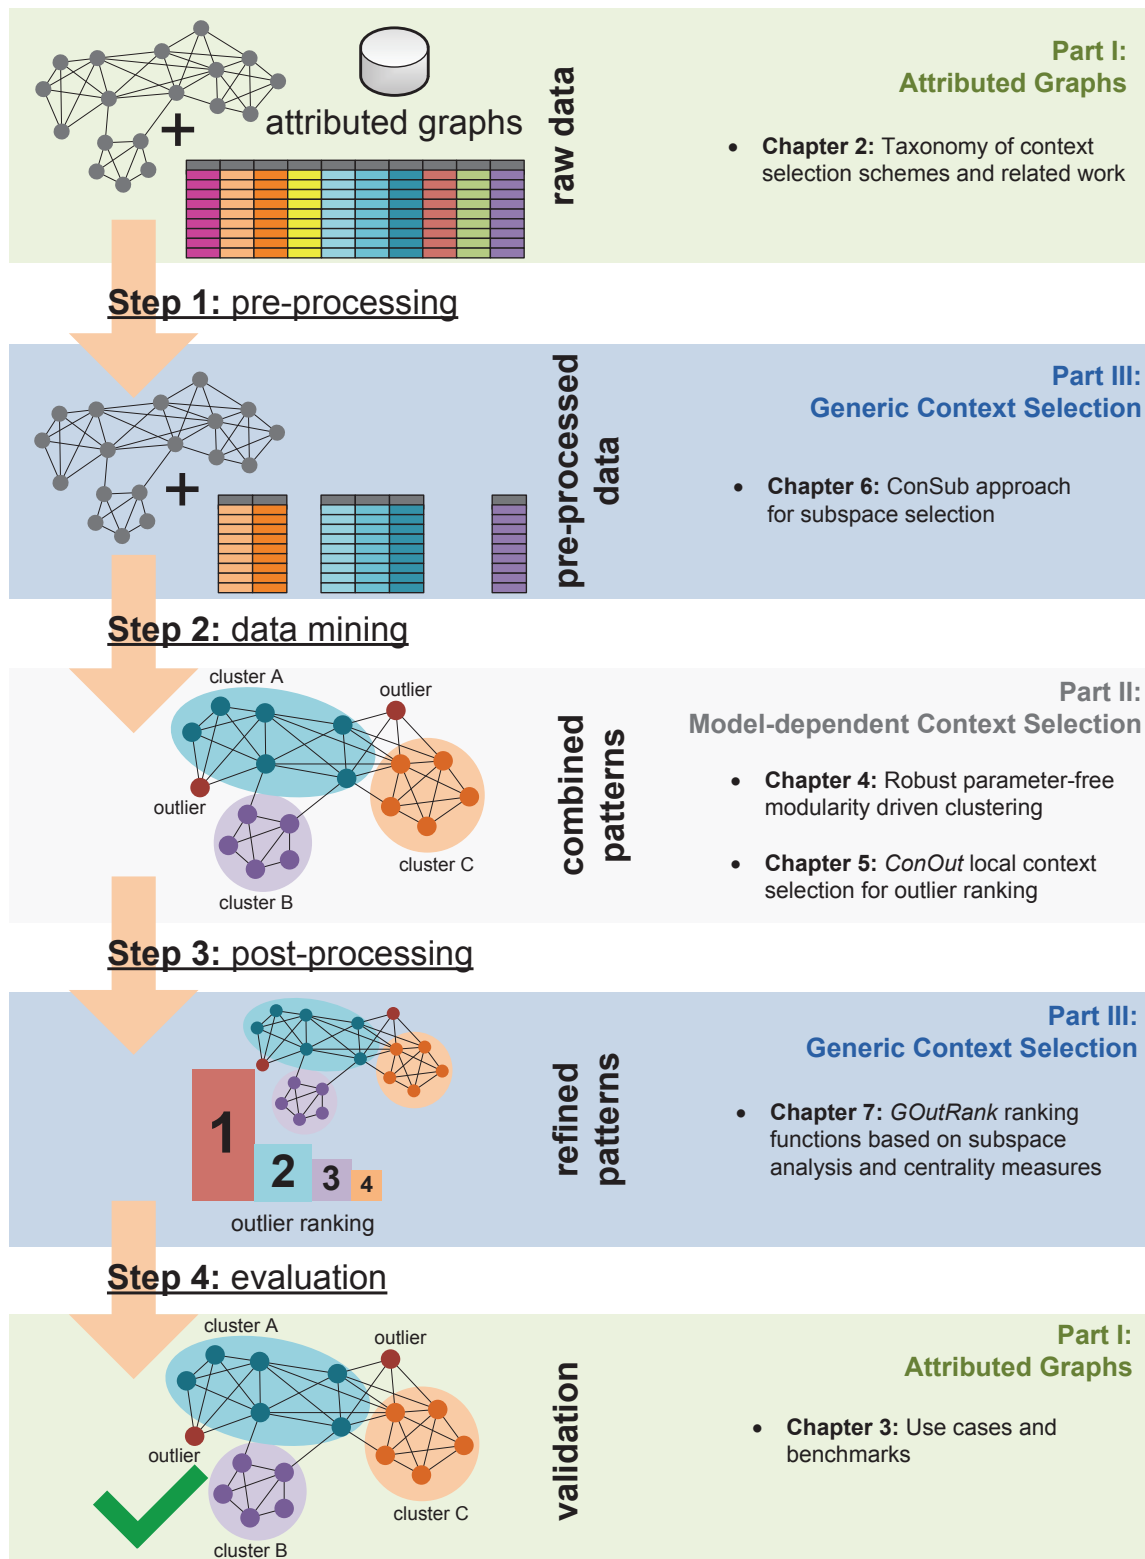 attributed graphs
raw data
Part I:
Attributed Graphs
• Chapter 2: Taxonomy of context
selection schemes and related work
Step 1: pre-processing
pre-processed
data
Part III:
Generic Context Selection
• Chapter 6: ConSub approach
for subspace selection
Step 2: data mining
cluster A
outlier
outlier
cluster B
cluster C
combined
patterns
Part II:
Model-dependent Context Selection
• Chapter 4: Robust parameter-free
modularity driven clustering
• Chapter 5: ConOut local context
selection for outlier ranking
Step 3: post-processing
1
2
3
4
outlier ranking
refined
patterns
Part III:
Generic Context Selection
• Chapter 7: GOutRank ranking
functions based on subspace
analysis and centrality measures
Step 4: evaluation
cluster A
outlier
outlier
cluster B
cluster C
validation
Part I:
Attributed Graphs
• Chapter 3: Use cases and
benchmarks